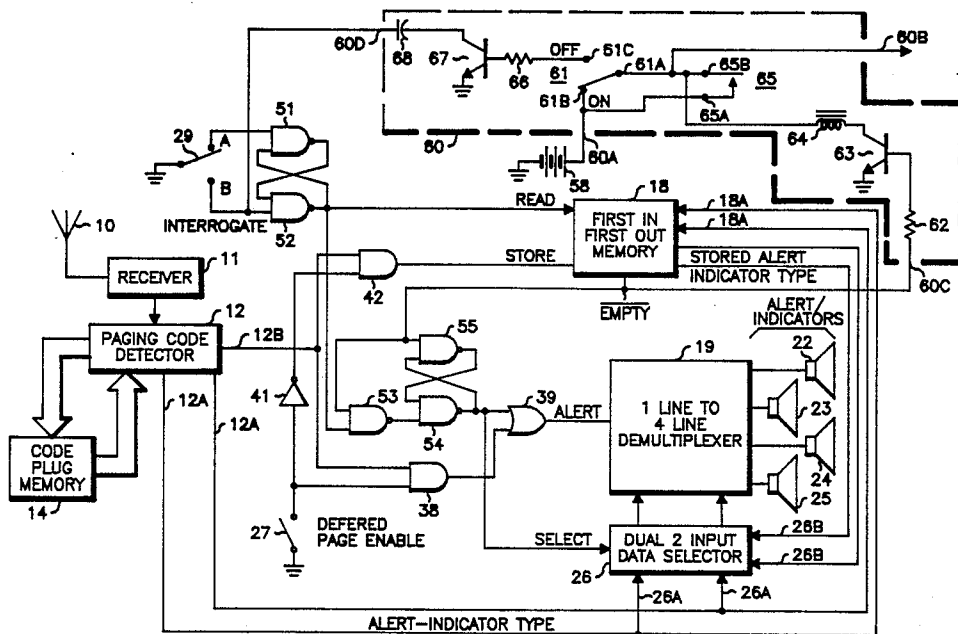 60D
68
67
66
OFF
61C
61
61A
65B
65
60B
61B
ON
65A
60
60A
58
64
63
62
60C
29
A
B
51
52
INTERROGATE
READ
10
RECEIVER
11
42
STORE
18
FIRST IN
FIRST OUT
MEMORY
18A
18A
STORED ALERT
INDICATOR TYPE
EMPTY
12
PAGING CODE
DETECTOR
12B
12A
12A
CODE
PLUG
MEMORY
14
41
55
53
54
39
ALERT
38
27
DEFERED
PAGE ENABLE
19
1 LINE TO
4 LINE
DEMULTIPLEXER
ALERT/
INDICATORS
22
23
24
25
SELECT
DUAL 2 INPUT
DATA SELECTOR
26
26B
26B
26A
26A
ALERT-INDICATOR TYPE